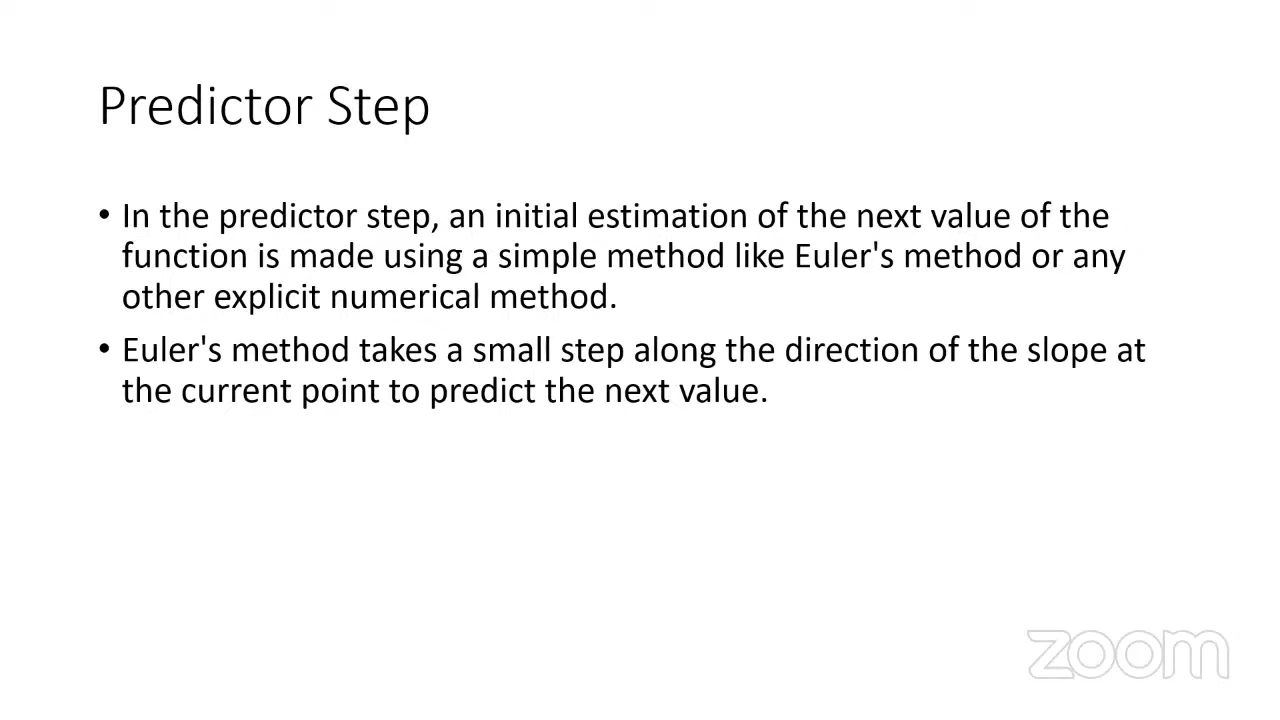 Predictor Step
• In the predictor step, an initial estimation of the next value of the
function is made using a simple method like Euler's method or any
other explicit numerical method.
• Euler's method takes a small step along the direction of the slope at
the current point to predict the next value.
zoom